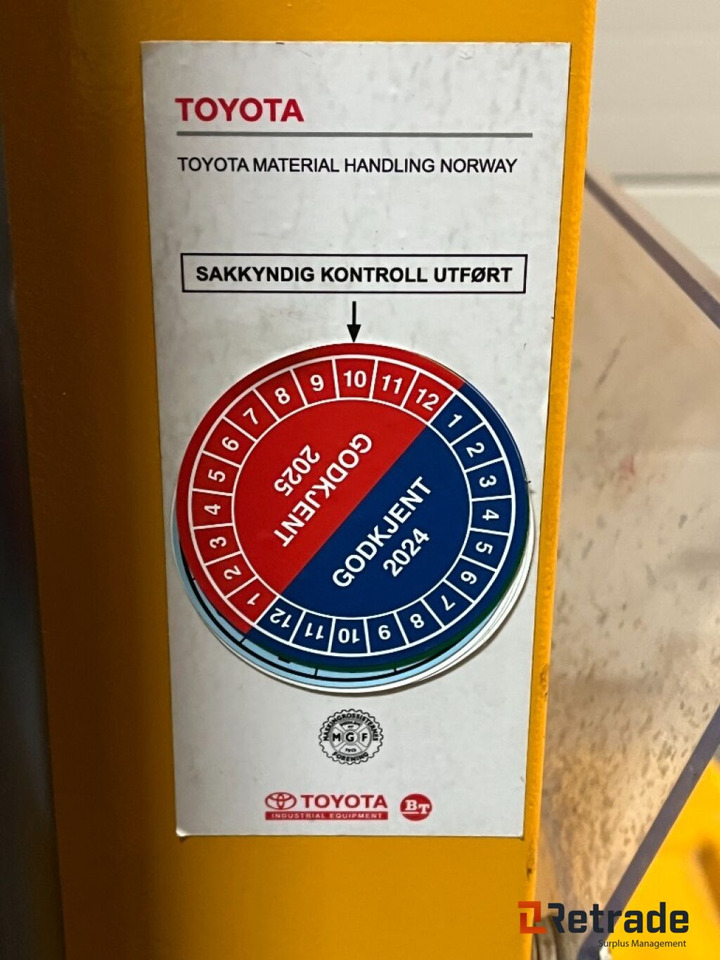 TOYOTA
TOYOTA MATERIAL HANDLING NORWAY
SAKKYNDIG KONTROLL UTFØRT
1 2 3 4 5 6 7 8 9 10 11 12
GODKJENT
2025
1 2 3 4 5 6 7 8 9 10 11 12
GODKJENT
2024
MASKINGROSSISTERNES
MGF
FORENING
TOYOTA
INDUSTRIAL EQUIPMENT
BT
Retrade
Surplus Management